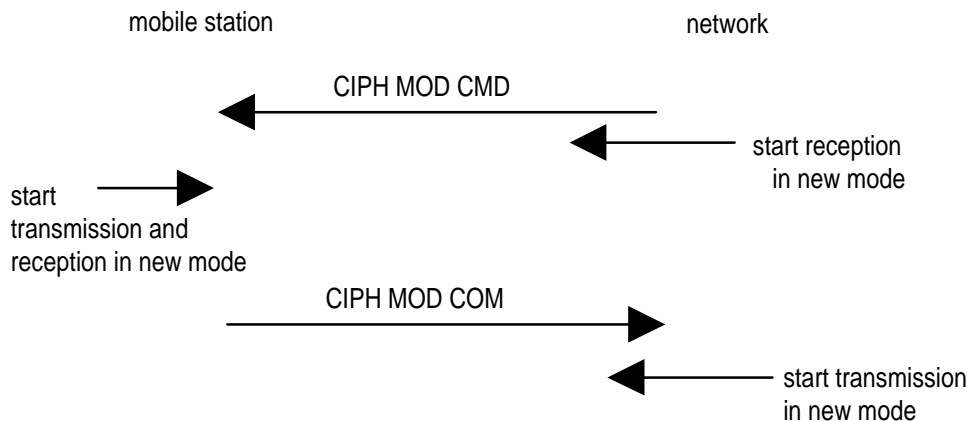 mobile station
network
CIPH MOD CMD
start reception
in new mode
start
transmission and
reception in new mode
CIPH MOD COM
start transmission
in new mode